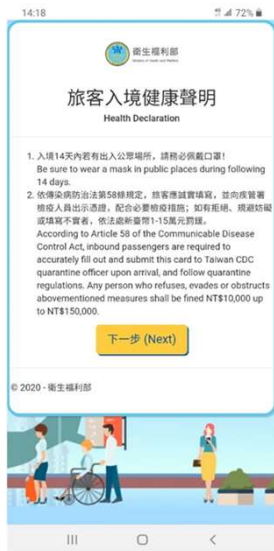 14:18
72%
衛生福利部
Ministry of Health and Welfare
旅客入境健康聲明
Health Declaration
1. 入境14天內若有出入公眾場所，請務必佩戴口罩!
Be sure to wear a mask in public places during following
14 days.
2. 依傳染病防治法第58條規定，旅客應誠實填寫，並向疾管署
檢疫人員出示憑證，配合必要檢疫措施；如有拒絕、規避妨礙
或填寫不實者，依法處新臺幣1-15萬元罰鍰。
According to Article 58 of the Communicable Disease
Control Act, inbound passengers are required to
accurately fill out and submit this card to Taiwan CDC
quarantine officer upon arrival, and follow quarantine
regulations. Any person who refuses, evades or obstructs
abovementioned measures shall be fined NT$10,000 up
to NT$150,000.
下一步 (Next)
© 2020 - 衛生福利部